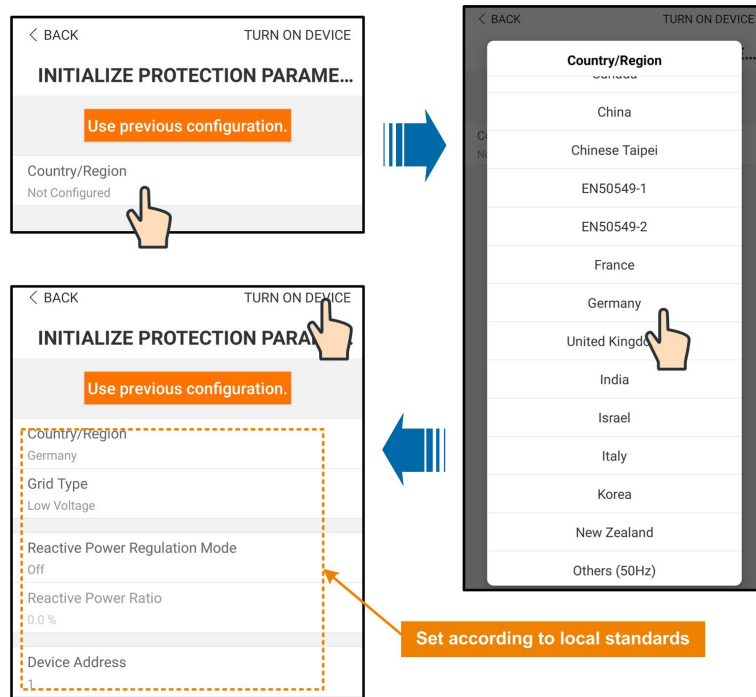 < BACK TURN ON DEVICE
INITIALIZE PROTECTION PARAME...
Use previous configuration.
Country/Region
Not Configured
< BACK TURN ON DEVICE
Country/Region
China
Chinese Taipei
EN50549-1
EN50549-2
France
Germany
United Kingdo
India
Israel
Italy
Korea
New Zealand
Others (50Hz)
< BACK TURN ON DEVICE
INITIALIZE PROTECTION PARA
Use previous configuration.
Country/Region
Germany
Grid Type
Low Voltage
Reactive Power Regulation Mode
Off
Reactive Power Ratio
0.0 %
Device Address
1
Set according to local standards